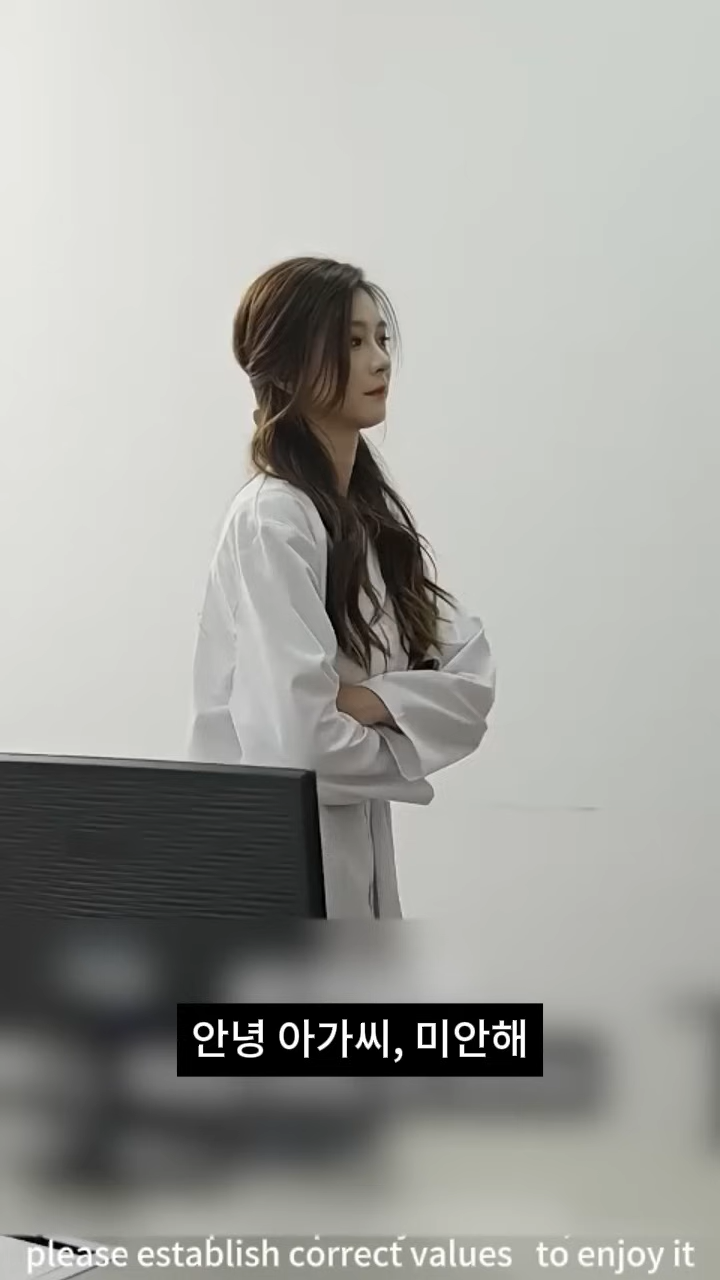 안녕 아가씨, 미안해
please establish correct values to enjoy it